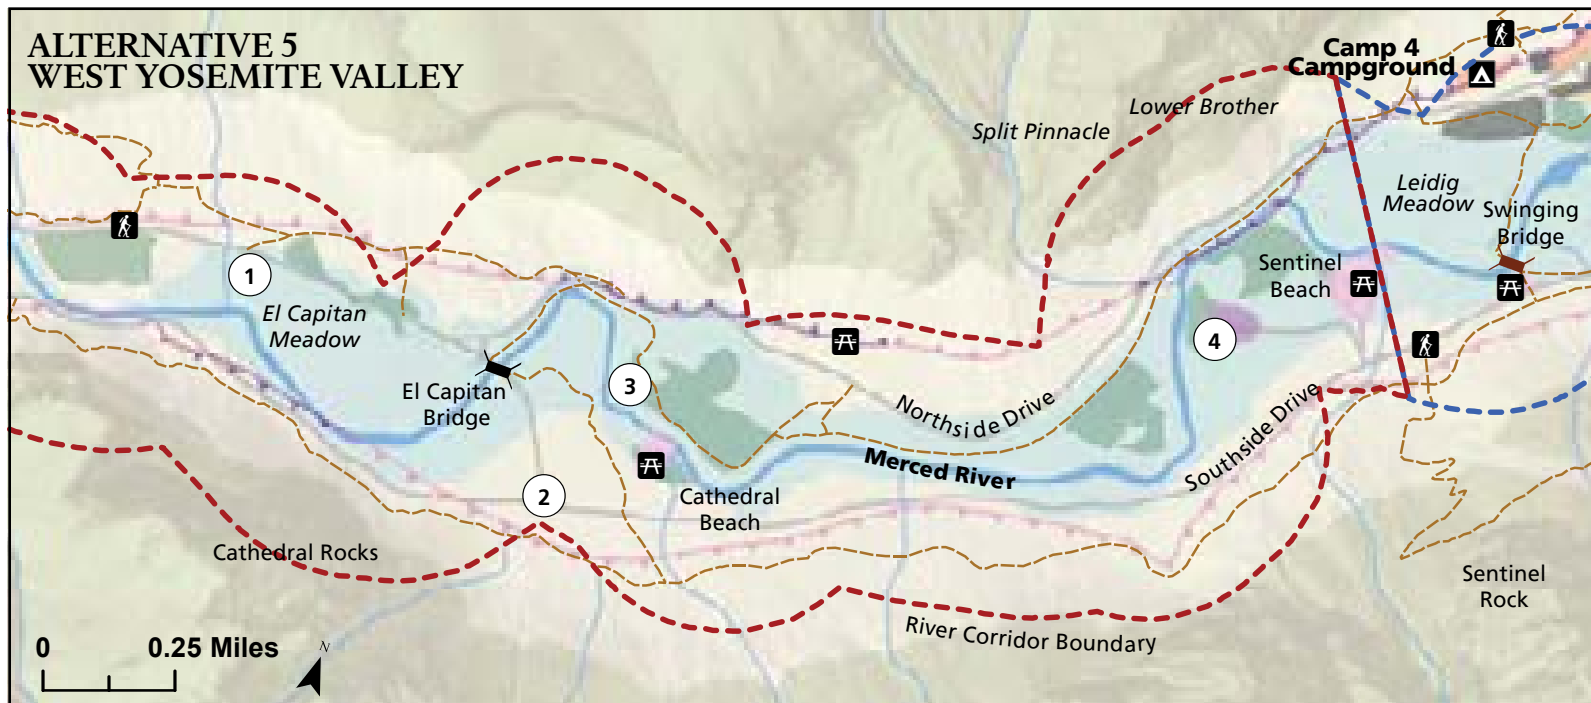 ALTERNATIVE 5
WEST YOSEMITE VALLEY
Camp 4
Campground
Lower Brother
Split Pinnacle
Leidig
Meadow
Swinging
Bridge
1
Sentinel
Beach
El Capitan
Meadow
4
El Capitan
Bridge
3
Northside Drive
Southside Drive
Merced River
2
Cathedral
Beach
Cathedral Rocks
Sentinel
Rock
River Corridor Boundary
0
0.25 Miles
N